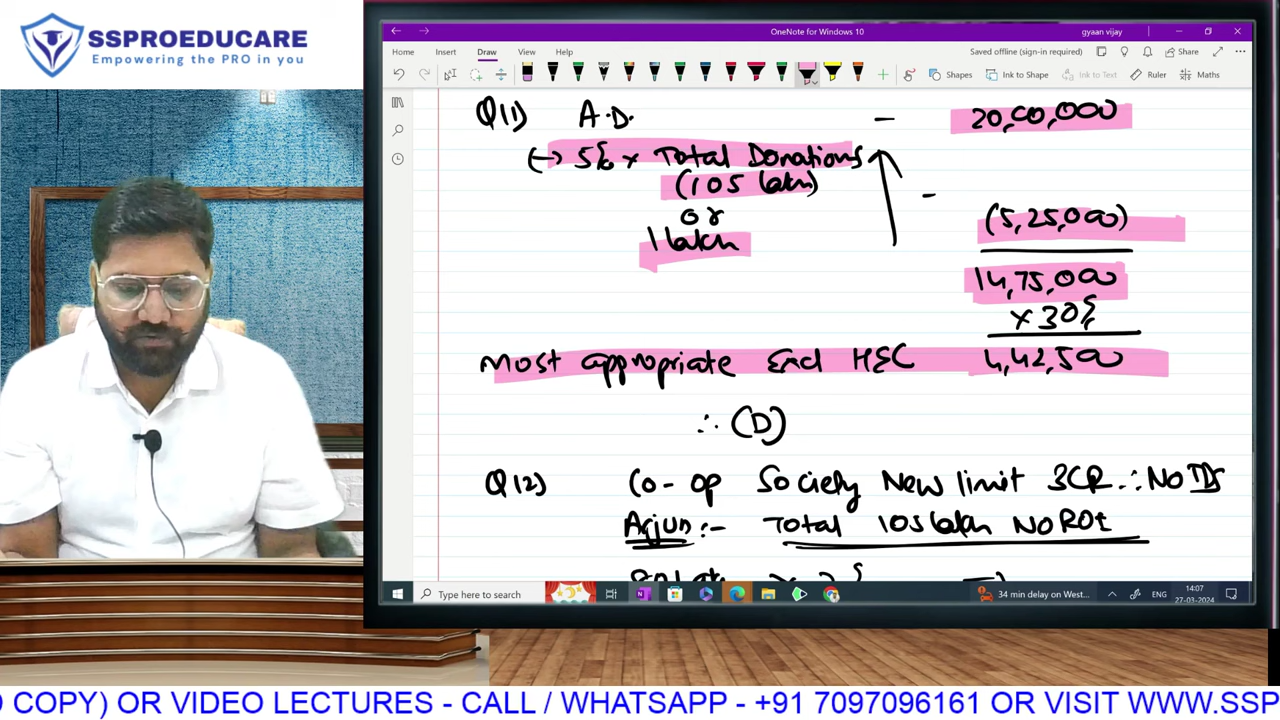 SSPROEDUCARE
Empowering the PRO in you
OneNote for Windows 10
gyaan vijay
Home Insert Draw View Help
Saved offline (sign-in required)
Share
Shapes
Ink to Shape
Ink to Text
Ruler
Maths
Q11) A.D. - 20,00,000
(→ 5% x Total Donations
(105 lakh) -
or (5,25,000)
1 lakh
14,75,000
x 30%
most appropriate End HEC 4,42,500
∴ (D)
Q12) Co-op Society New limit 3CR ∴ No TDS
Arjun :- Total 105 lakh NO ROI
Type here to search
34 min delay on West...
ENG
14:07
27-03-2024
COPY) OR VIDEO LECTURES - CALL / WHATSAPP - +91 7097096161 OR VISIT WWW.SSP